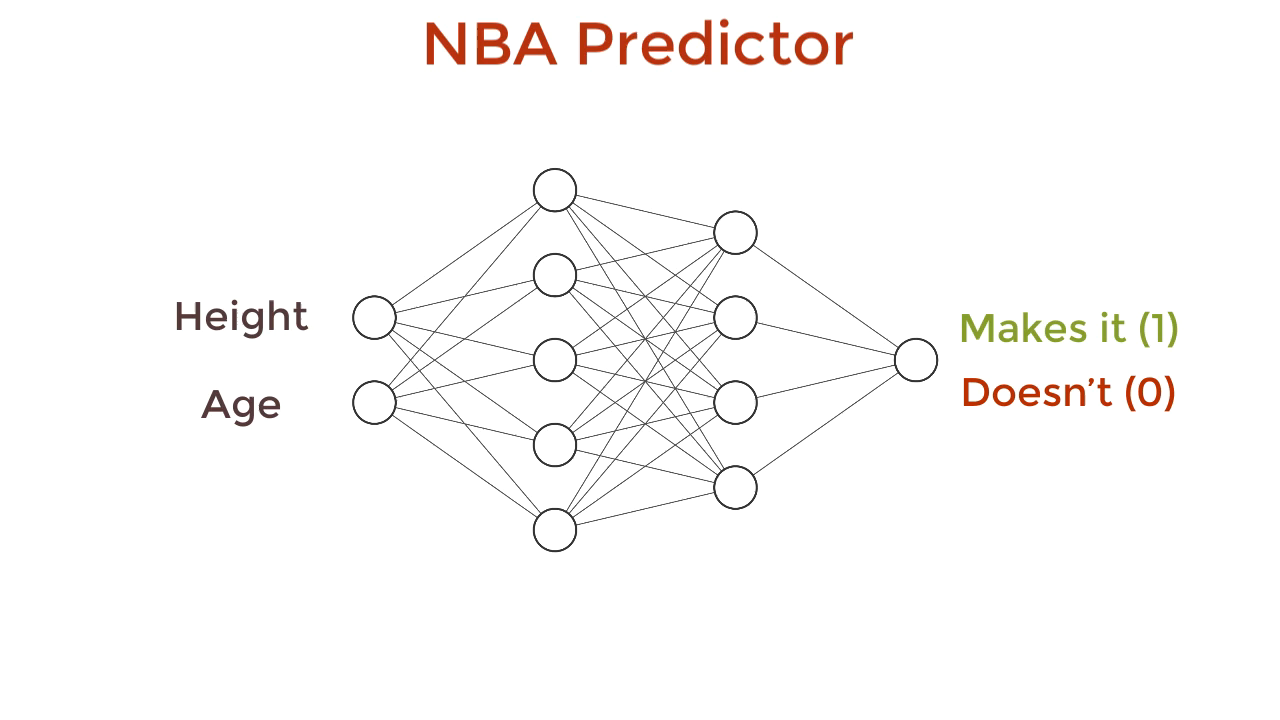 NBA Predictor
Height
Age
Makes it (1)
Doesn’t (0)